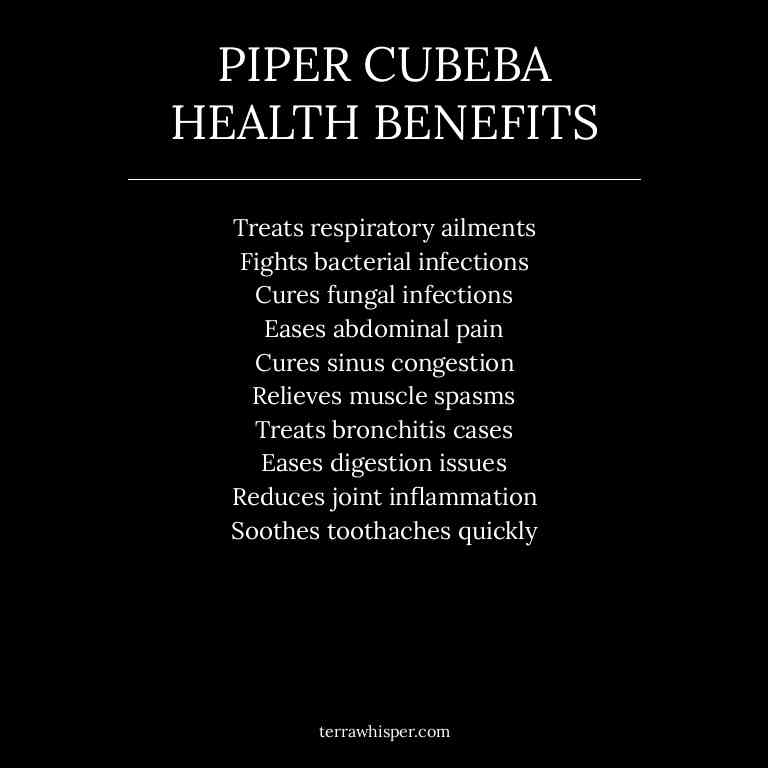 PIPER CUBEBA
HEALTH BENEFITS
Treats respiratory ailments
Fights bacterial infections
Cures fungal infections
Eases abdominal pain
Cures sinus congestion
Relieves muscle spasms
Treats bronchitis cases
Eases digestion issues
Reduces joint inflammation
Soothes toothaches quickly
terrawhisper.com